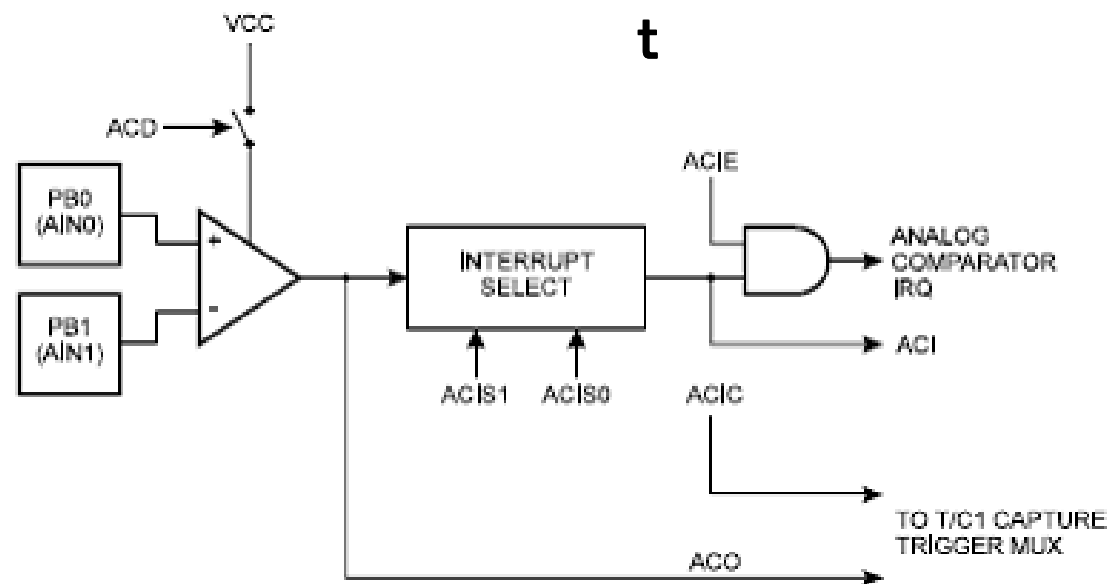 VCC
t
ACD
PB0
(AIN0)
+
PB1
(AIN1)
-
INTERRUPT
SELECT
ACIS1
ACIS0
ACIE
ANALOG
COMPARATOR
IRQ
ACI
ACIC
TO T/C1 CAPTURE
TRIGGER MUX
ACO